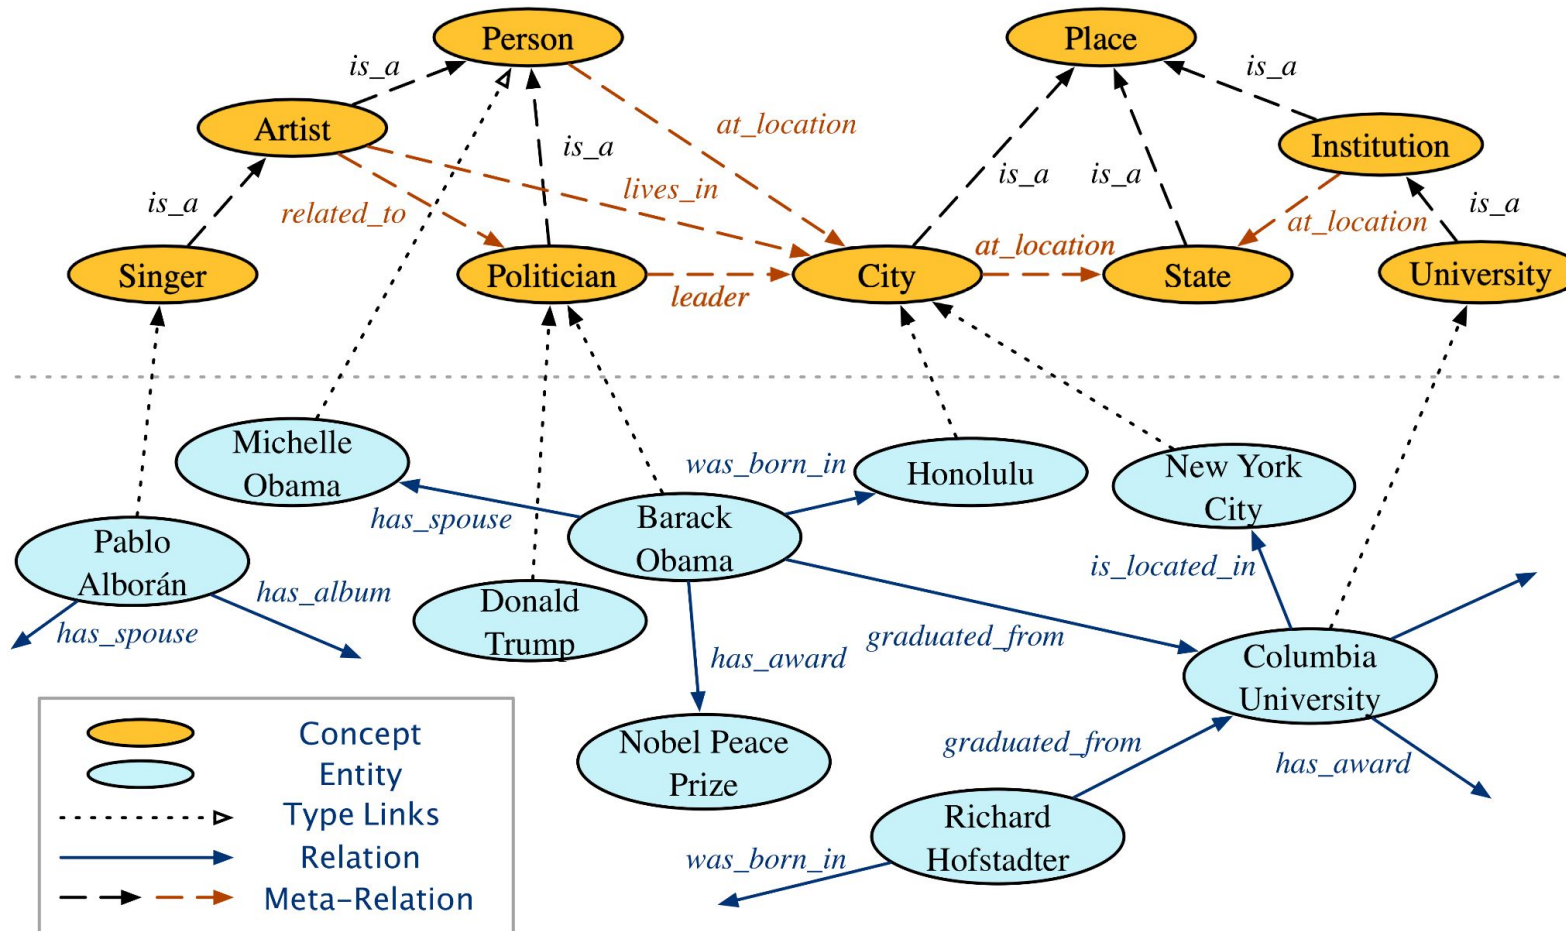 Person
Place
is_a
is_a
Artist
at_location
Institution
is_a
is_a
is_a
lives_in
is_a
is_a
related_to
at_location
at_location
Singer
Politician
leader
City
State
University
Michelle
Obama
was_born_in
Honolulu
New York
City
has_spouse
Barack
Obama
Pablo
Alborán
is_located_in
has_album
Donald
Trump
has_spouse
graduated_from
has_award
Columbia
University
Nobel Peace
Prize
graduated_from
has_award
Richard
Hofstadter
was_born_in
Concept
Entity
Type Links
Relation
Meta-Relation